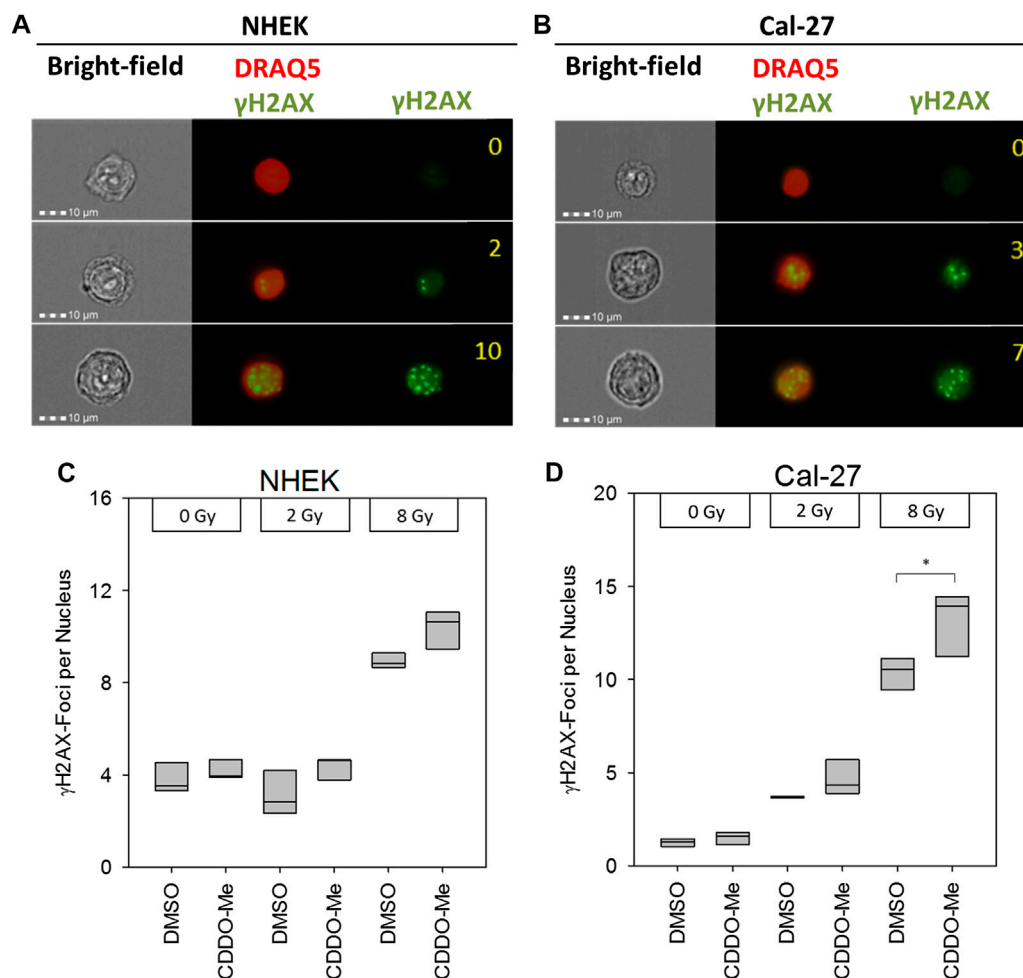 A NHEK
Bright-field DRAQ5 γH2AX
γH2AX
0
10 µm
2
10 µm
10
10 µm
B Cal-27
Bright-field DRAQ5 γH2AX
γH2AX
0
10 µm
3
10 µm
7
10 µm
C NHEK
γH2AX-Foci per Nucleus
16
12
8
4
0
0 Gy 2 Gy 8 Gy
DMSO CDDO-Me DMSO CDDO-Me DMSO CDDO-Me
D Cal-27
γH2AX-Foci per Nucleus
20
15
10
5
0
0 Gy 2 Gy 8 Gy
*
DMSO CDDO-Me DMSO CDDO-Me DMSO CDDO-Me